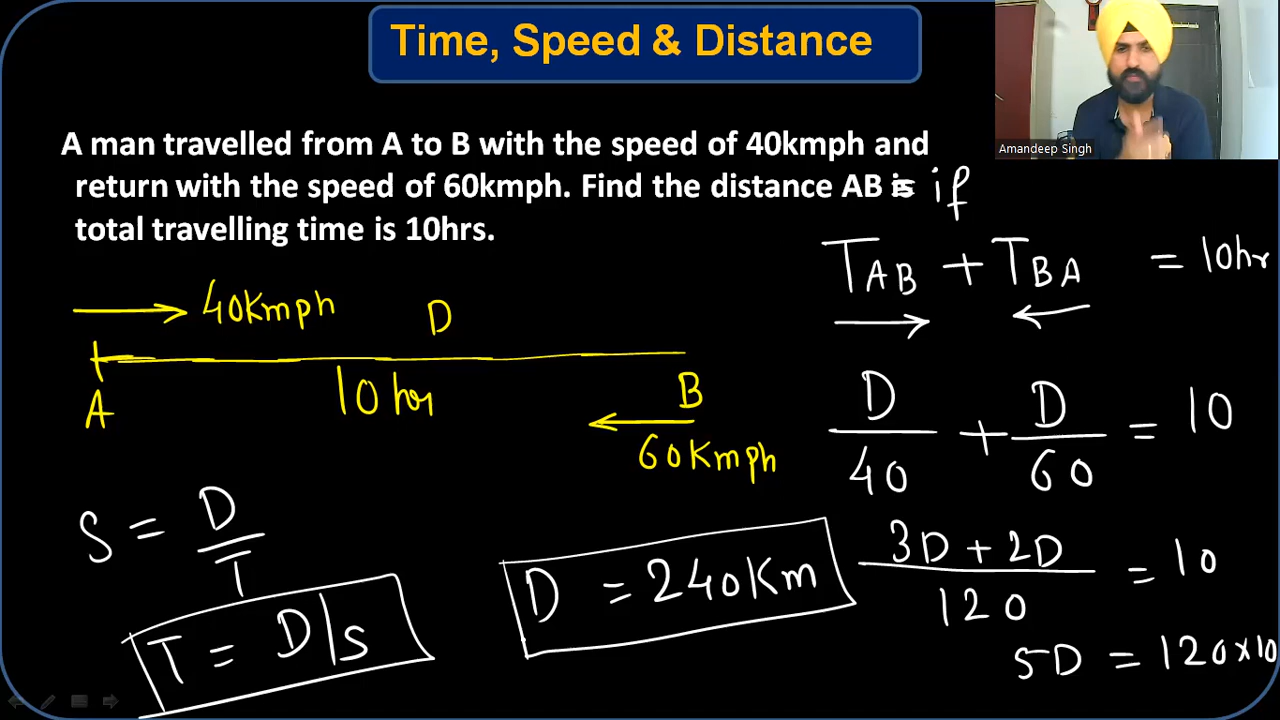 Time, Speed & Distance
Amandeep Singh
A man travelled from A to B with the speed of 40kmph and
return with the speed of 60kmph. Find the distance AB is if
total travelling time is 10hrs.
T_AB + T_BA = 10hr
40Kmph
D
A
10 hr
B
60Kmph
D/40 + D/60 = 10
S = D/T
T = D/s
D = 240Km
3D + 2D/120 = 10
5D = 120×10